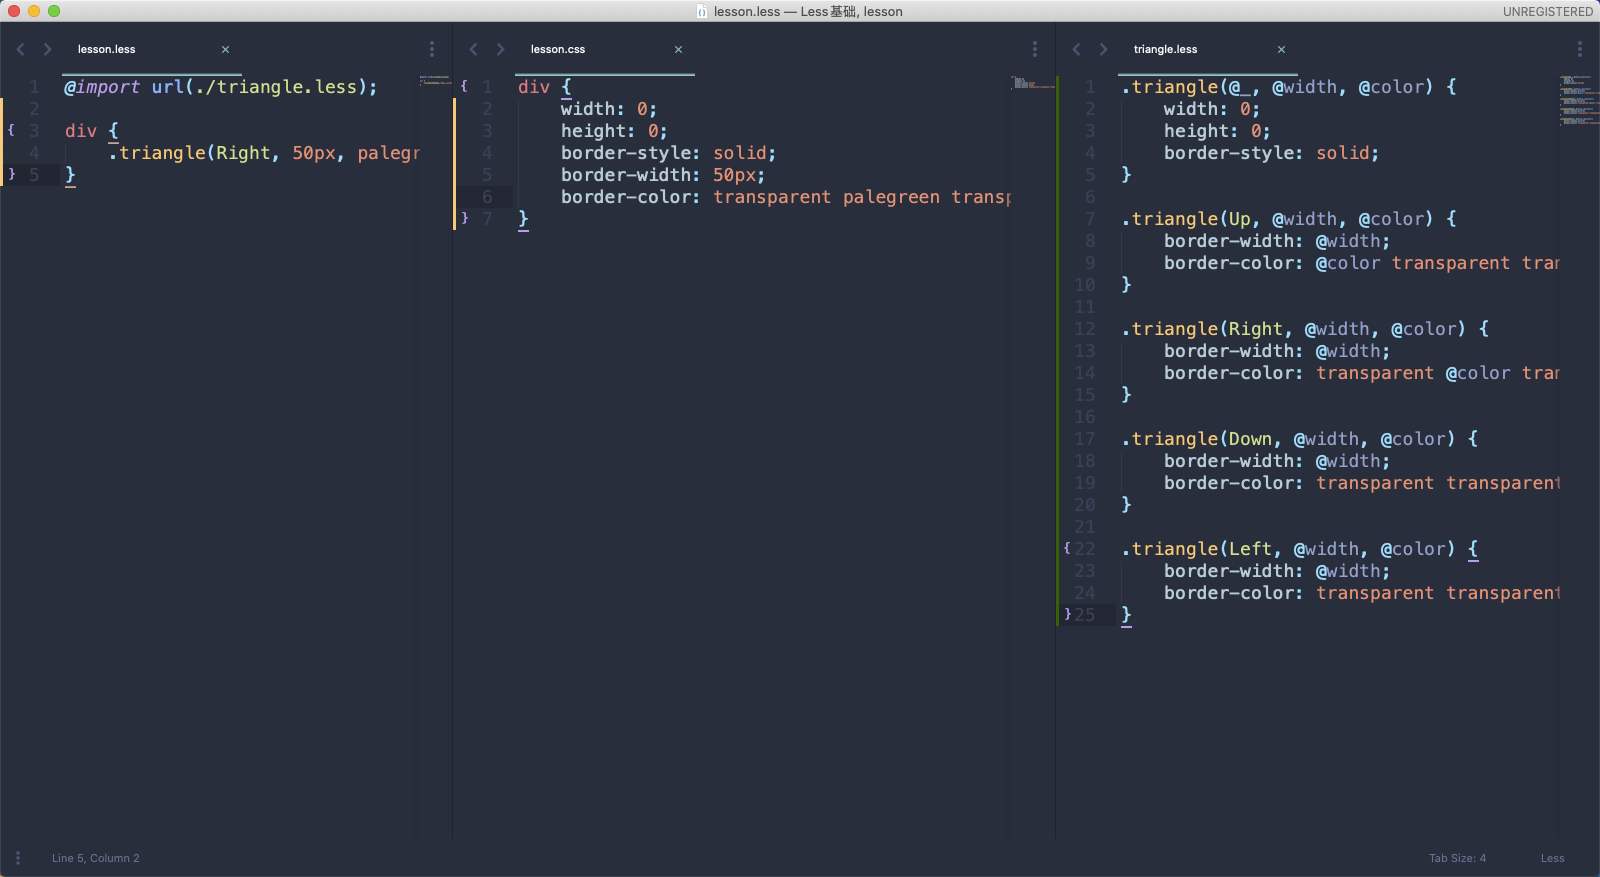 lesson.less — Less基础, lesson
UNREGISTERED
lesson.less
1 @import url(./triangle.less);
2
3 div {
4 .triangle(Right, 50px, palegr
5 }
lesson.css
1 div {
2 width: 0;
3 height: 0;
4 border-style: solid;
5 border-width: 50px;
6 border-color: transparent palegreen transp
7 }
triangle.less
1 .triangle(@_, @width, @color) {
2 width: 0;
3 height: 0;
4 border-style: solid;
5 }
6
7 .triangle(Up, @width, @color) {
8 border-width: @width;
9 border-color: @color transparent tran
10 }
11
12 .triangle(Right, @width, @color) {
13 border-width: @width;
14 border-color: transparent @color tran
15 }
16
17 .triangle(Down, @width, @color) {
18 border-width: @width;
19 border-color: transparent transparent
20 }
21
22 .triangle(Left, @width, @color) {
23 border-width: @width;
24 border-color: transparent transparent
25 }
Line 5, Column 2
Tab Size: 4
Less